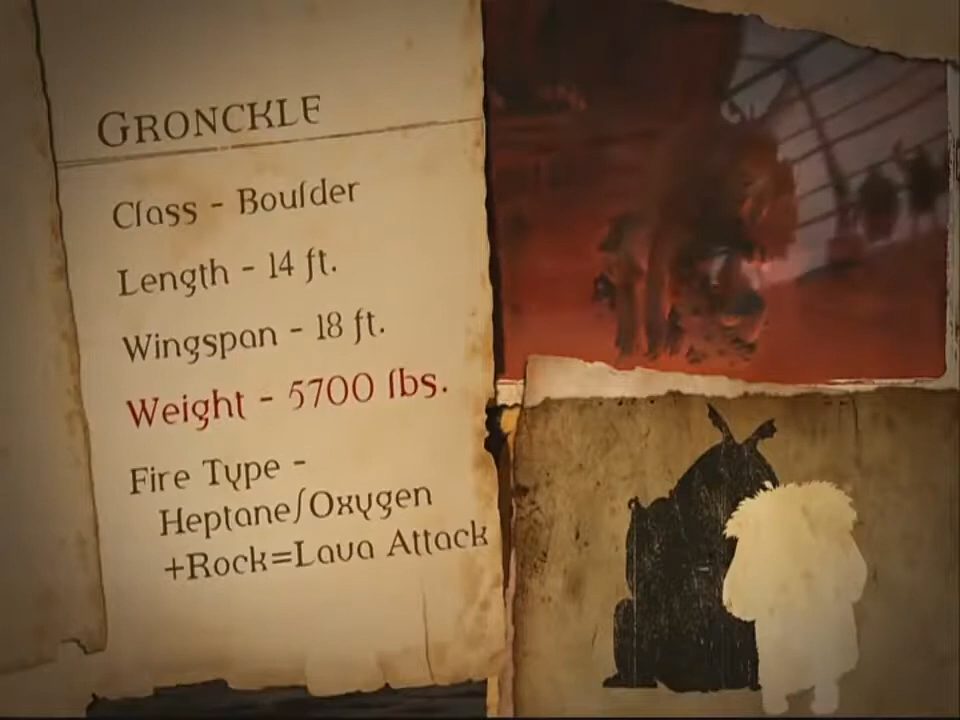 GRONCKLE
Class - Boulder
Length - 14 ft.
Wingspan - 18 ft.
Weight - 5700 lbs.
Fire Type -
Heptane/Oxygen
+Rock=Lava Attack